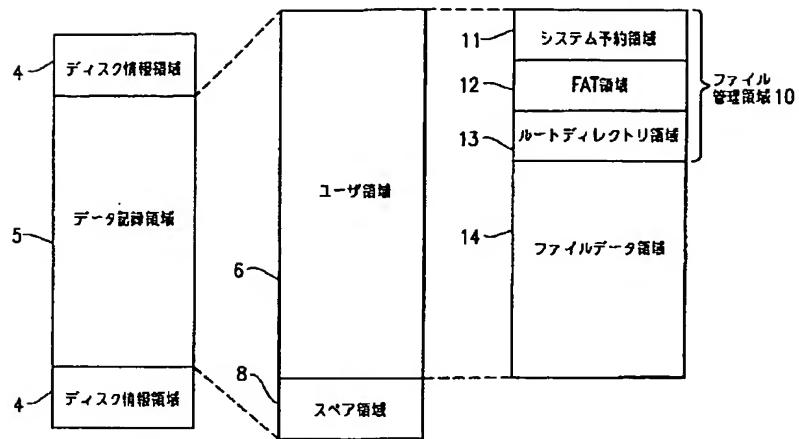 4
ディスク情報領域
5
データ記録領域
4
ディスク情報領域
6
ユーザ領域
8
スペア領域
11
システム予約領域
12
FAT領域
13
ルートディレクトリ領域
14
ファイルデータ領域
ファイル
管理領域10